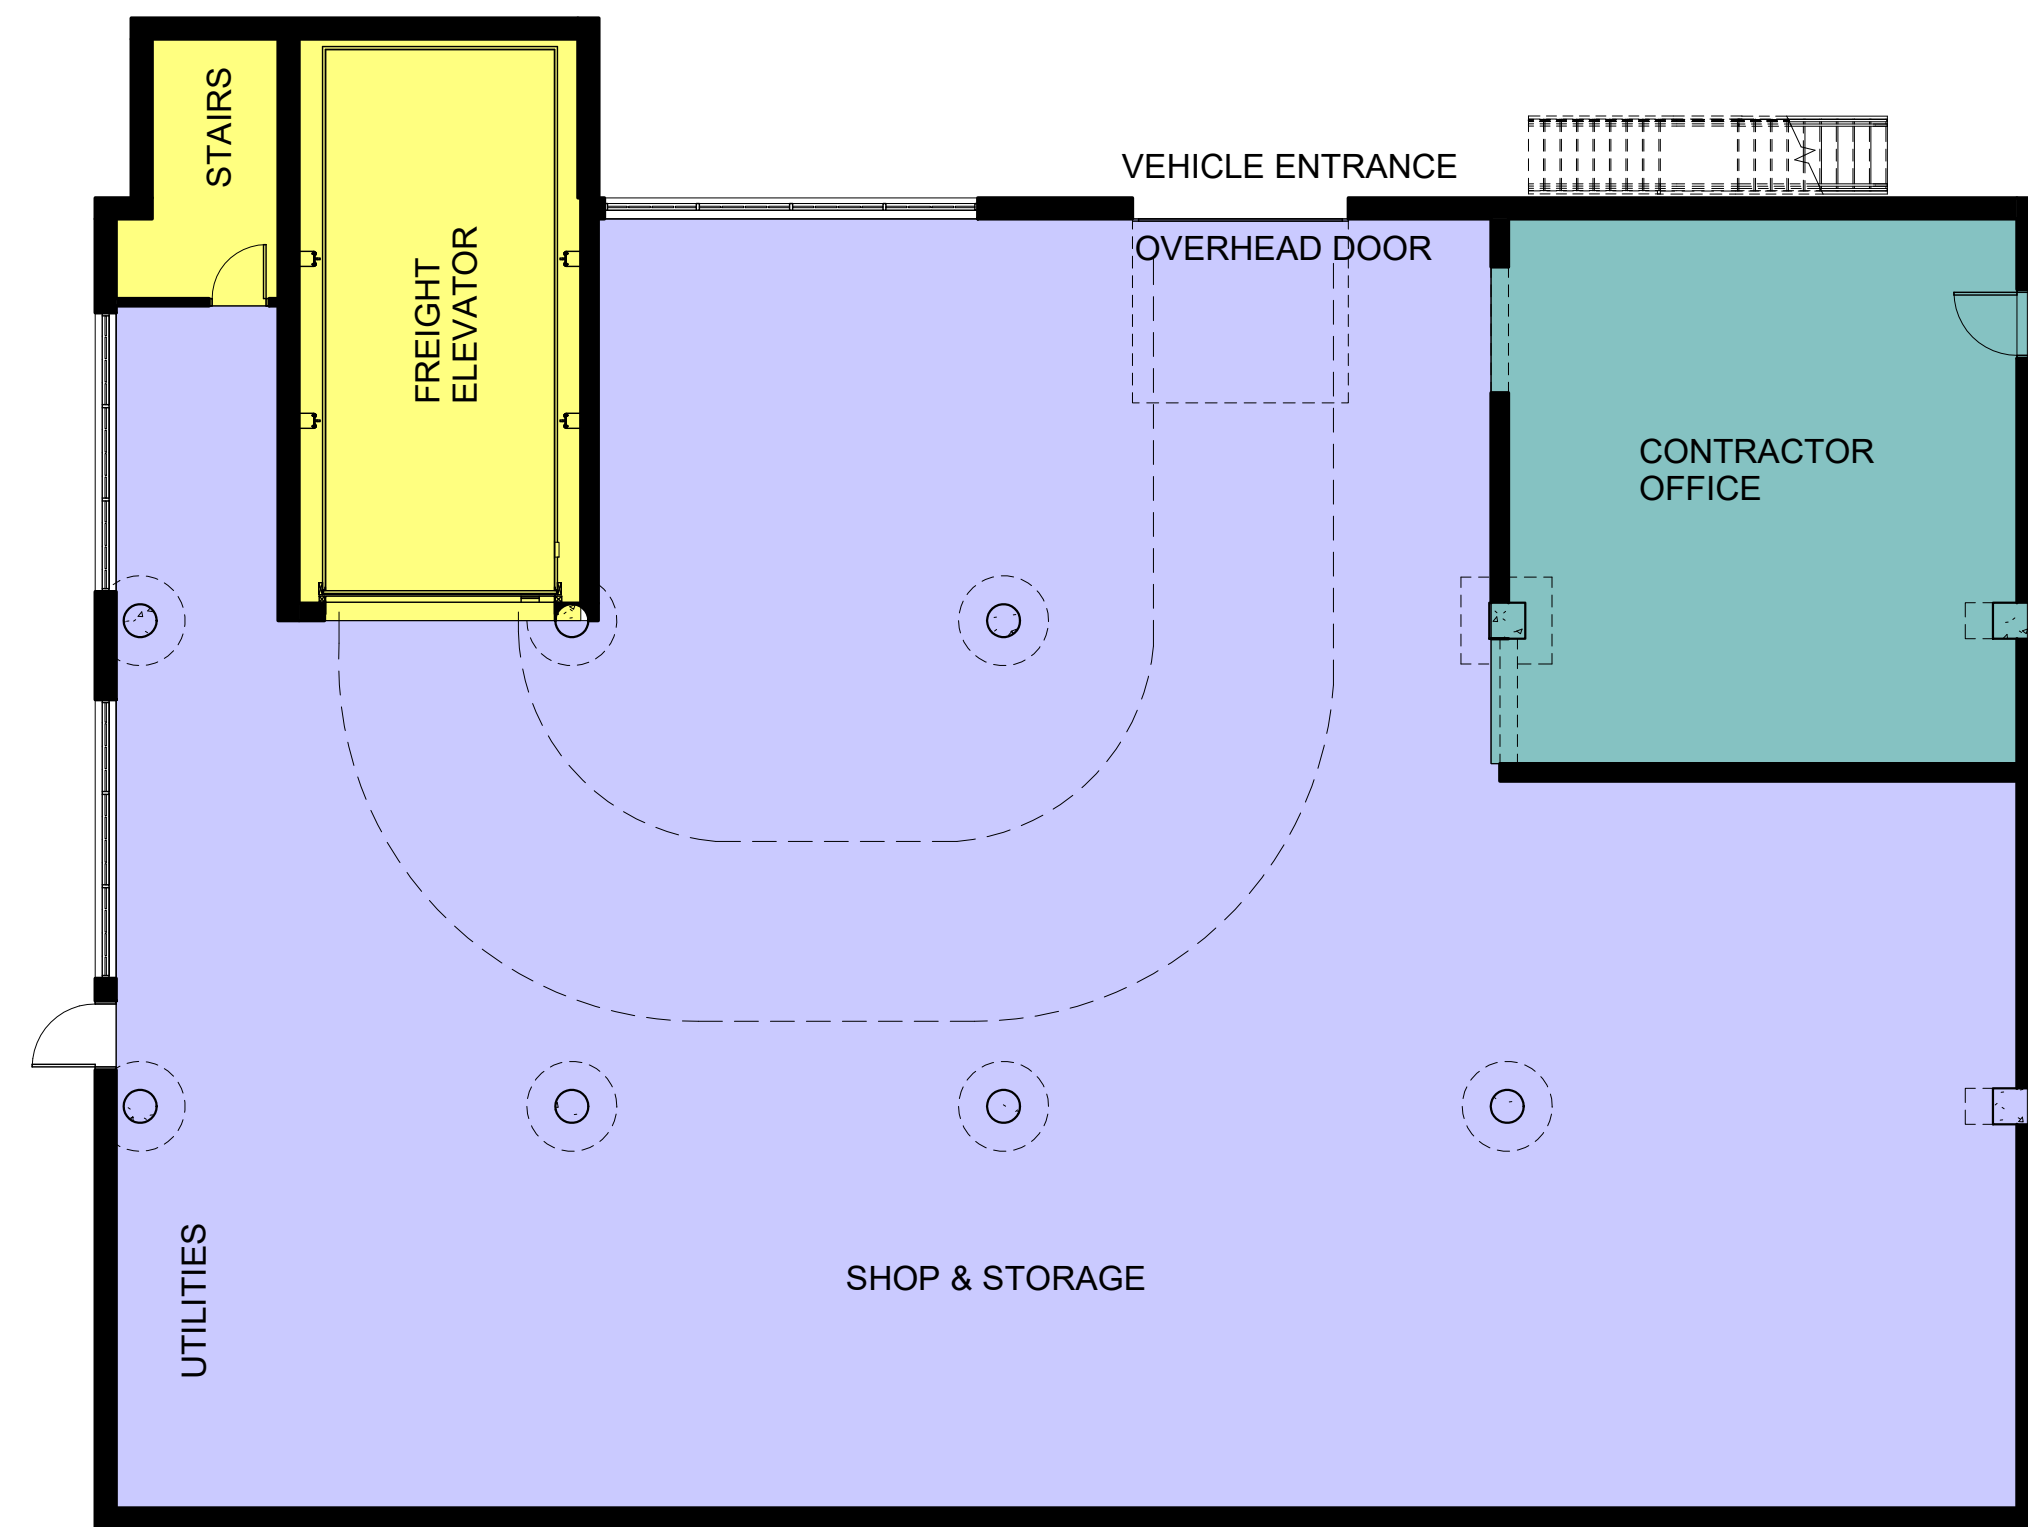 STAIRS
FREIGHT
ELEVATOR
VEHICLE ENTRANCE
OVERHEAD DOOR
CONTRACTOR
OFFICE
UTILITIES
SHOP & STORAGE